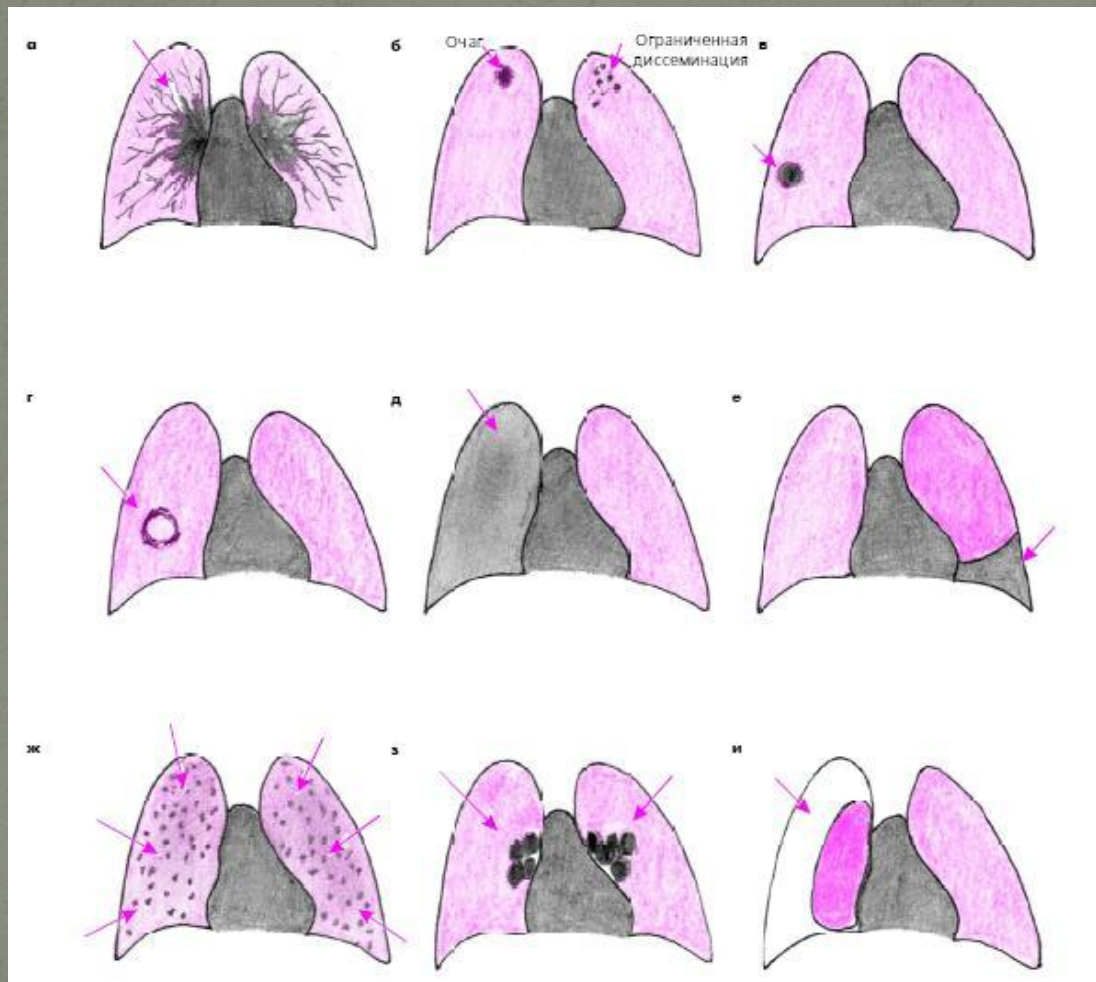 а
б
Очаг
Ограниченная
диссеминация
в
г
д
е
ж
з
и